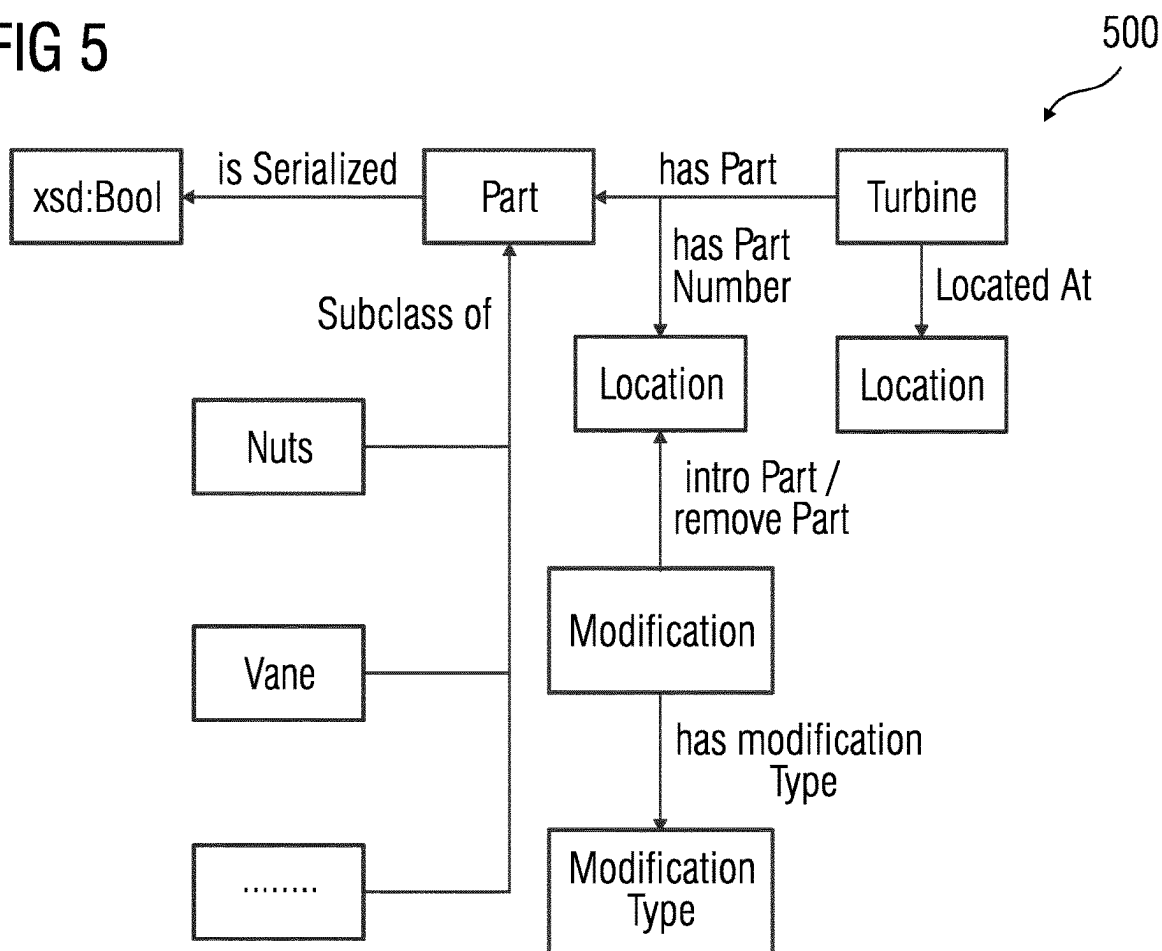 FIG 5
500
xsd:Bool
is Serialized
Part
has Part
Turbine
has Part
Number
Located At
Subclass of
Location
Location
Nuts
intro Part /
remove Part
Modification
Vane
has modification
Type
........
Modification
Type